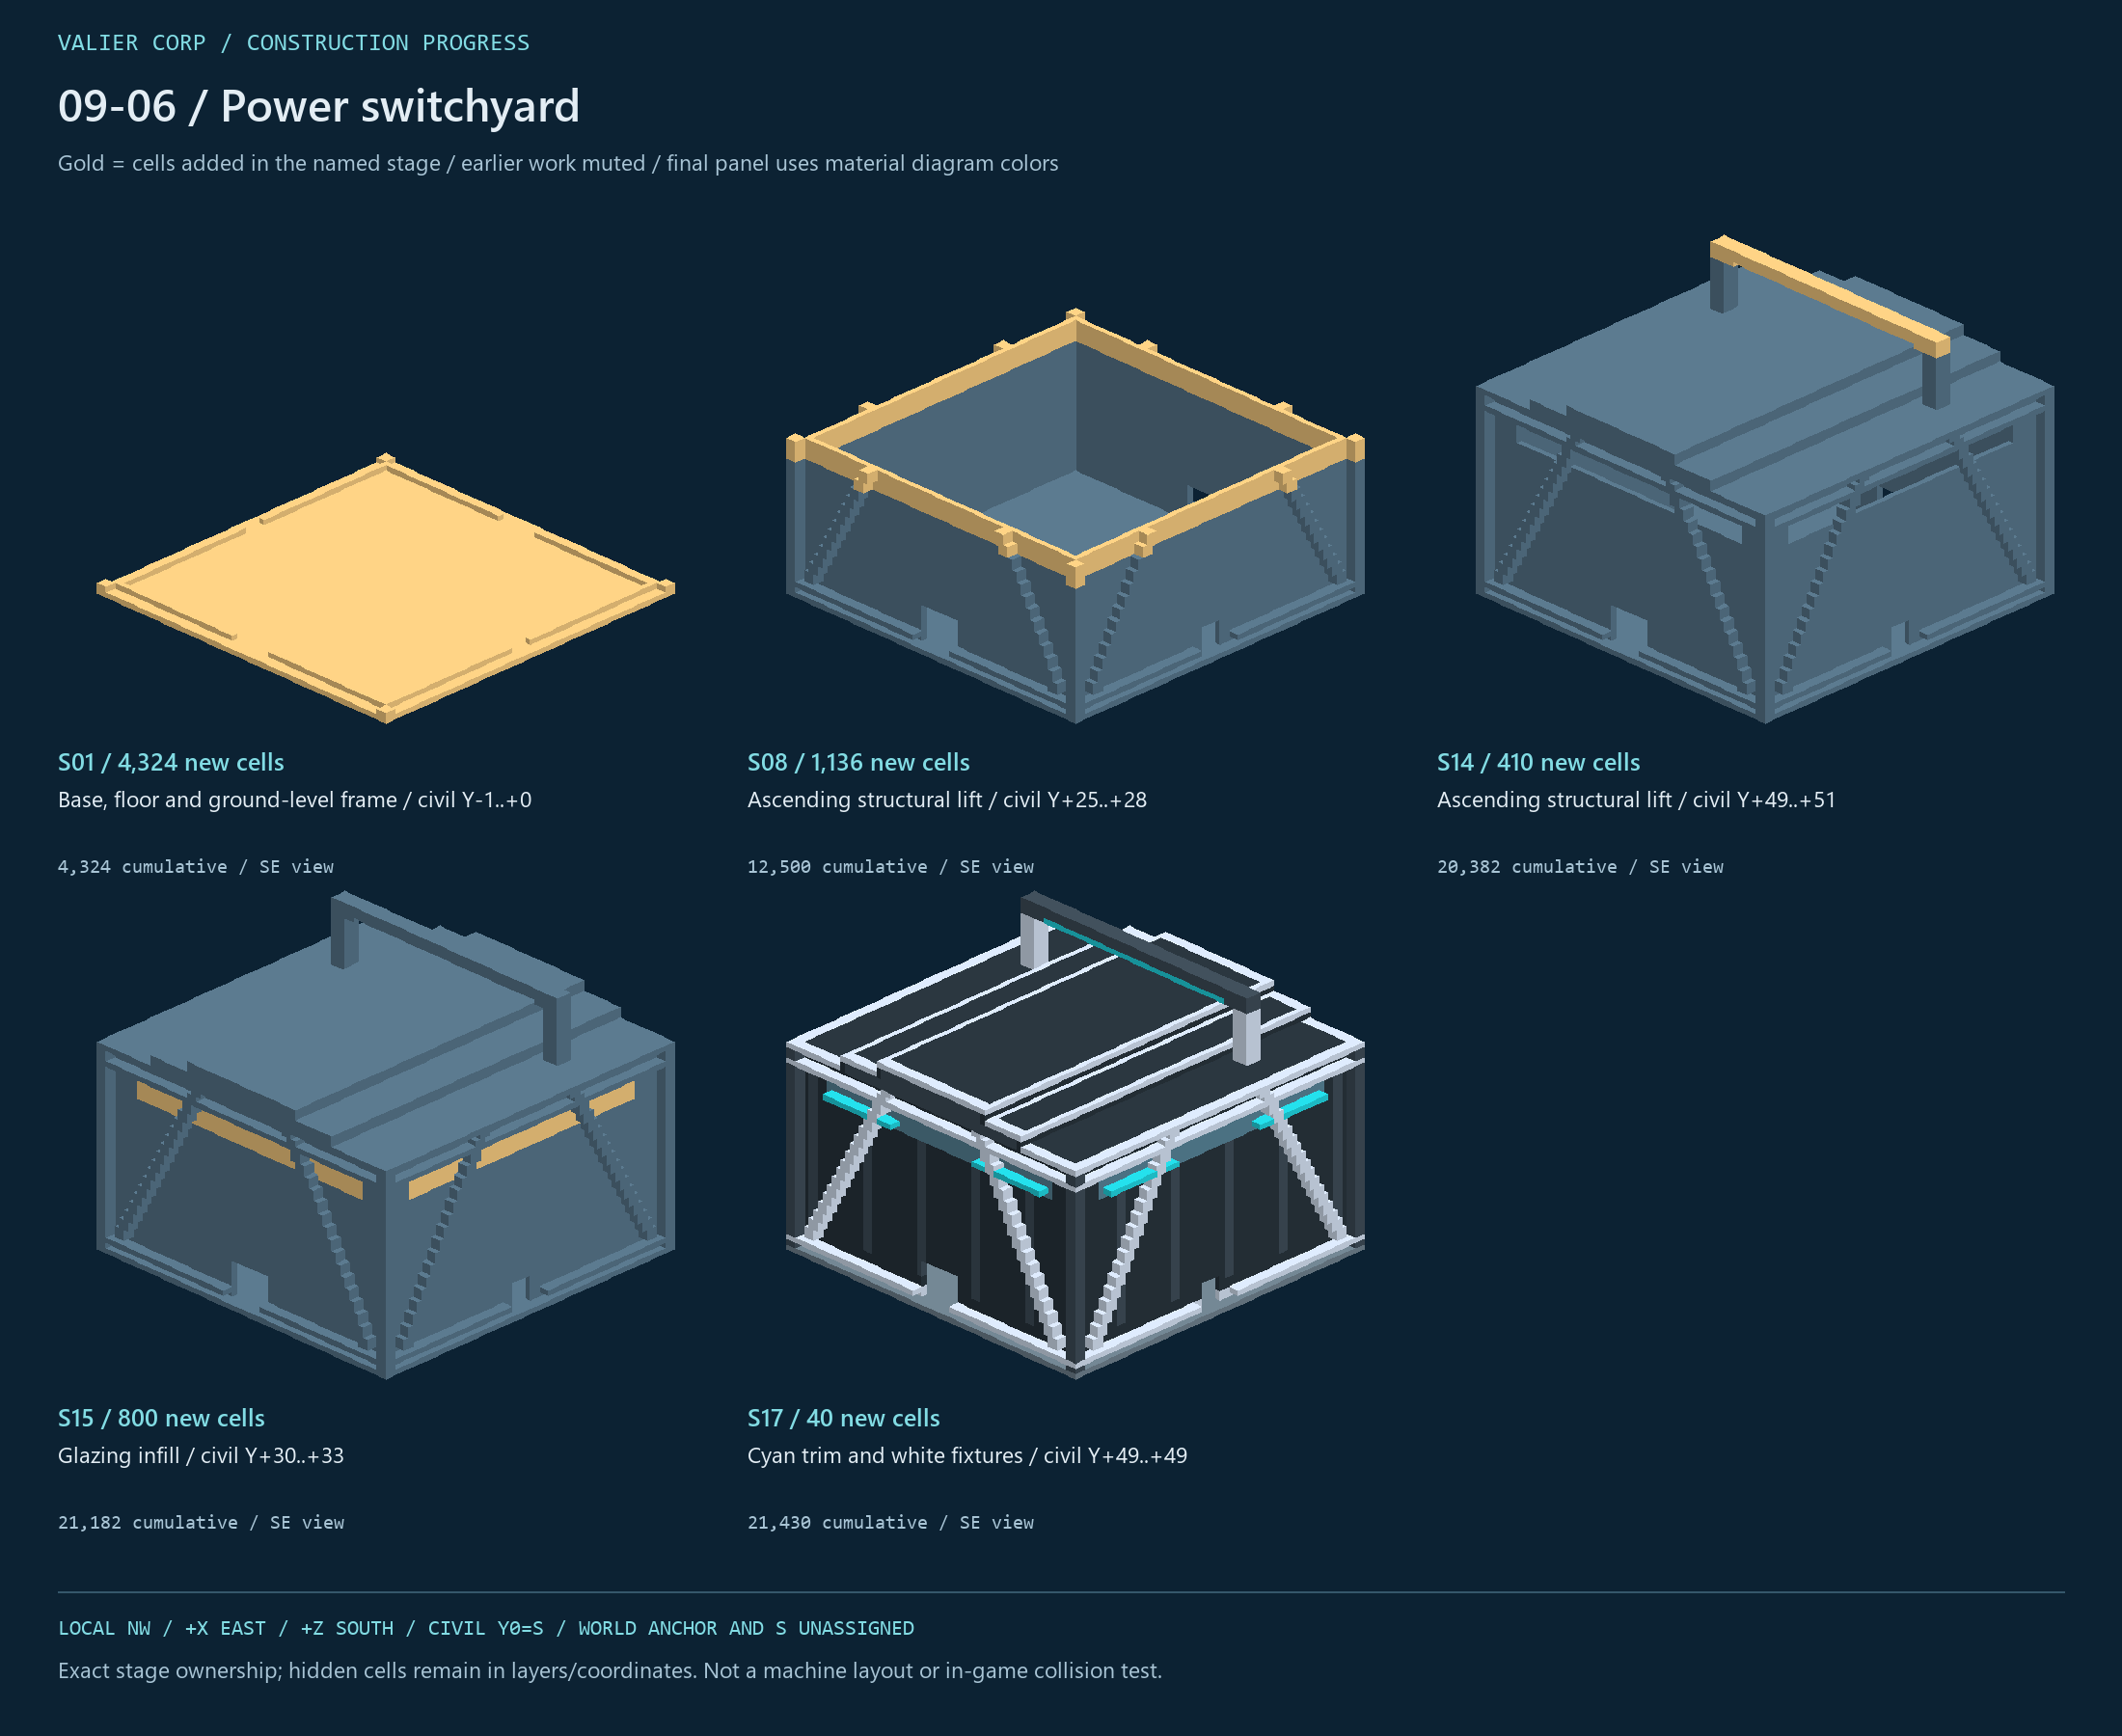 VALIER CORP / CONSTRUCTION PROGRESS
09-06 / Power switchyard
Gold = cells added in the named stage / earlier work muted / final panel uses material diagram colors
S01 / 4,324 new cells
Base, floor and ground-level frame / civil Y-1..+0
4,324 cumulative / SE view
S08 / 1,136 new cells
Ascending structural lift / civil Y+25..+28
12,500 cumulative / SE view
S14 / 410 new cells
Ascending structural lift / civil Y+49..+51
20,382 cumulative / SE view
S15 / 800 new cells
Glazing infill / civil Y+30..+33
21,182 cumulative / SE view
S17 / 40 new cells
Cyan trim and white fixtures / civil Y+49..+49
21,430 cumulative / SE view
LOCAL NW / +X EAST / +Z SOUTH / CIVIL Y0=S / WORLD ANCHOR AND S UNASSIGNED
Exact stage ownership; hidden cells remain in layers/coordinates. Not a machine layout or in-game collision test.